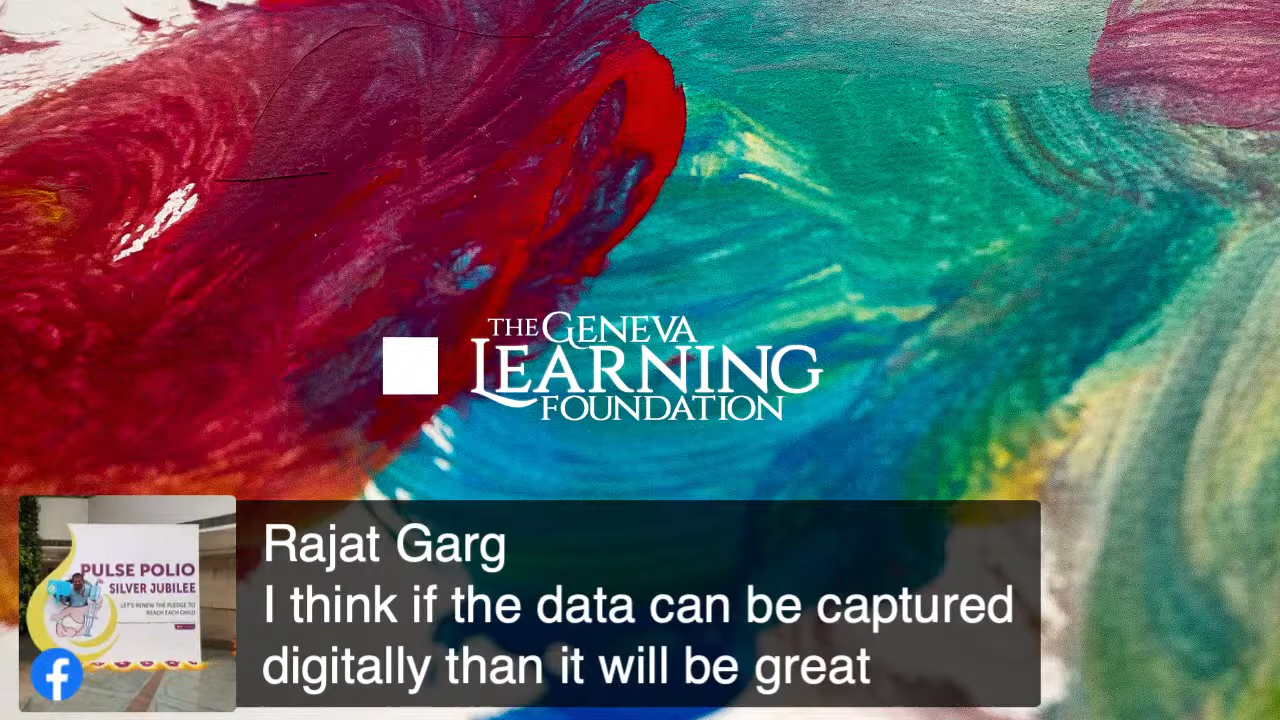 THE GENEVA
LEARNING
FOUNDATION
PULSE POLIO
SILVER JUBILEE
LET'S RENEW THE PLEDGE TO
REACH EACH CHILD
Rajat Garg
I think if the data can be captured
digitally than it will be great